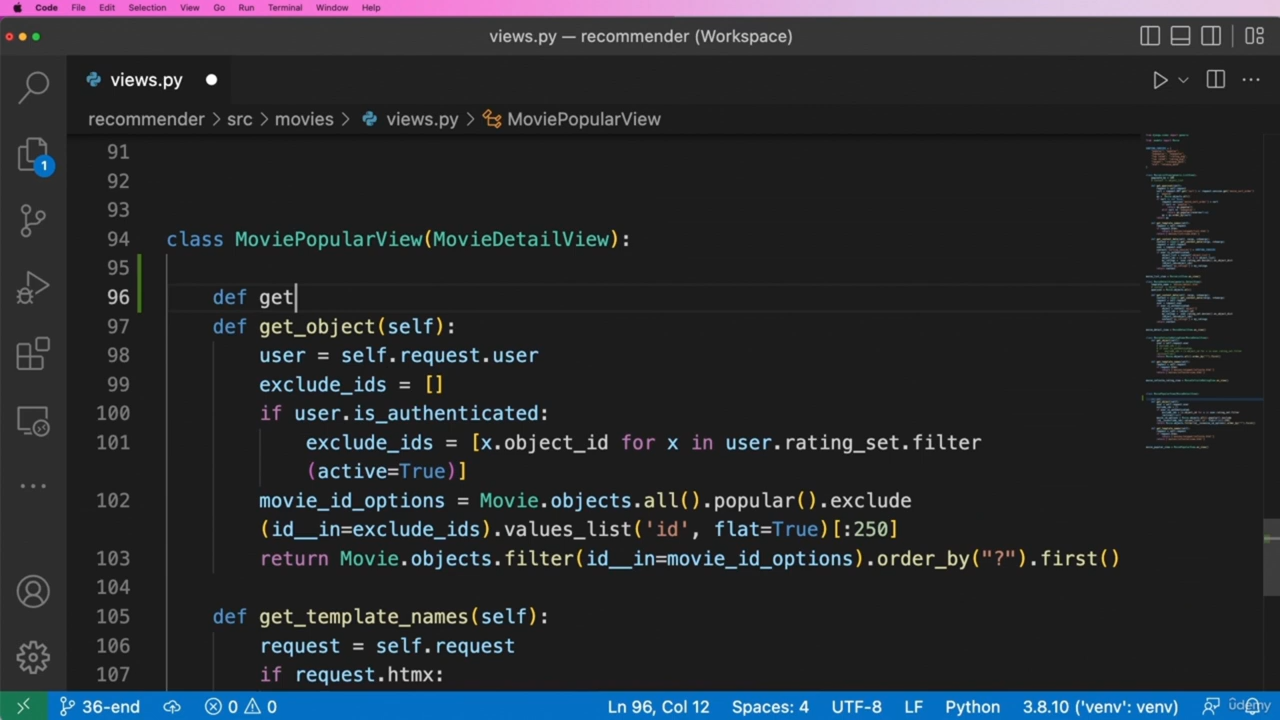 Code File Edit Selection View Go Run Terminal Window Help
views.py — recommender (Workspace)
views.py
recommender > src > movies > views.py > MoviePopularView
91
92
93
94 class MoviePopularView(MovieDetailView):
95
96 def get
97 def get_object(self):
98 user = self.request.user
99 exclude_ids = []
100 if user.is_authenticated:
101 exclude_ids = [x.object_id for x in user.rating_set.filter
(active=True)]
102 movie_id_options = Movie.objects.all().popular().exclude
(id__in=exclude_ids).values_list('id', flat=True)[:250]
103 return Movie.objects.filter(id__in=movie_id_options).order_by("?").first()
104
105 def get_template_names(self):
106 request = self.request
107 if request.htmx:
1
36-end 0 0 Ln 96, Col 12 Spaces: 4 UTF-8 LF Python 3.8.10 ('venv': venv)
udemy